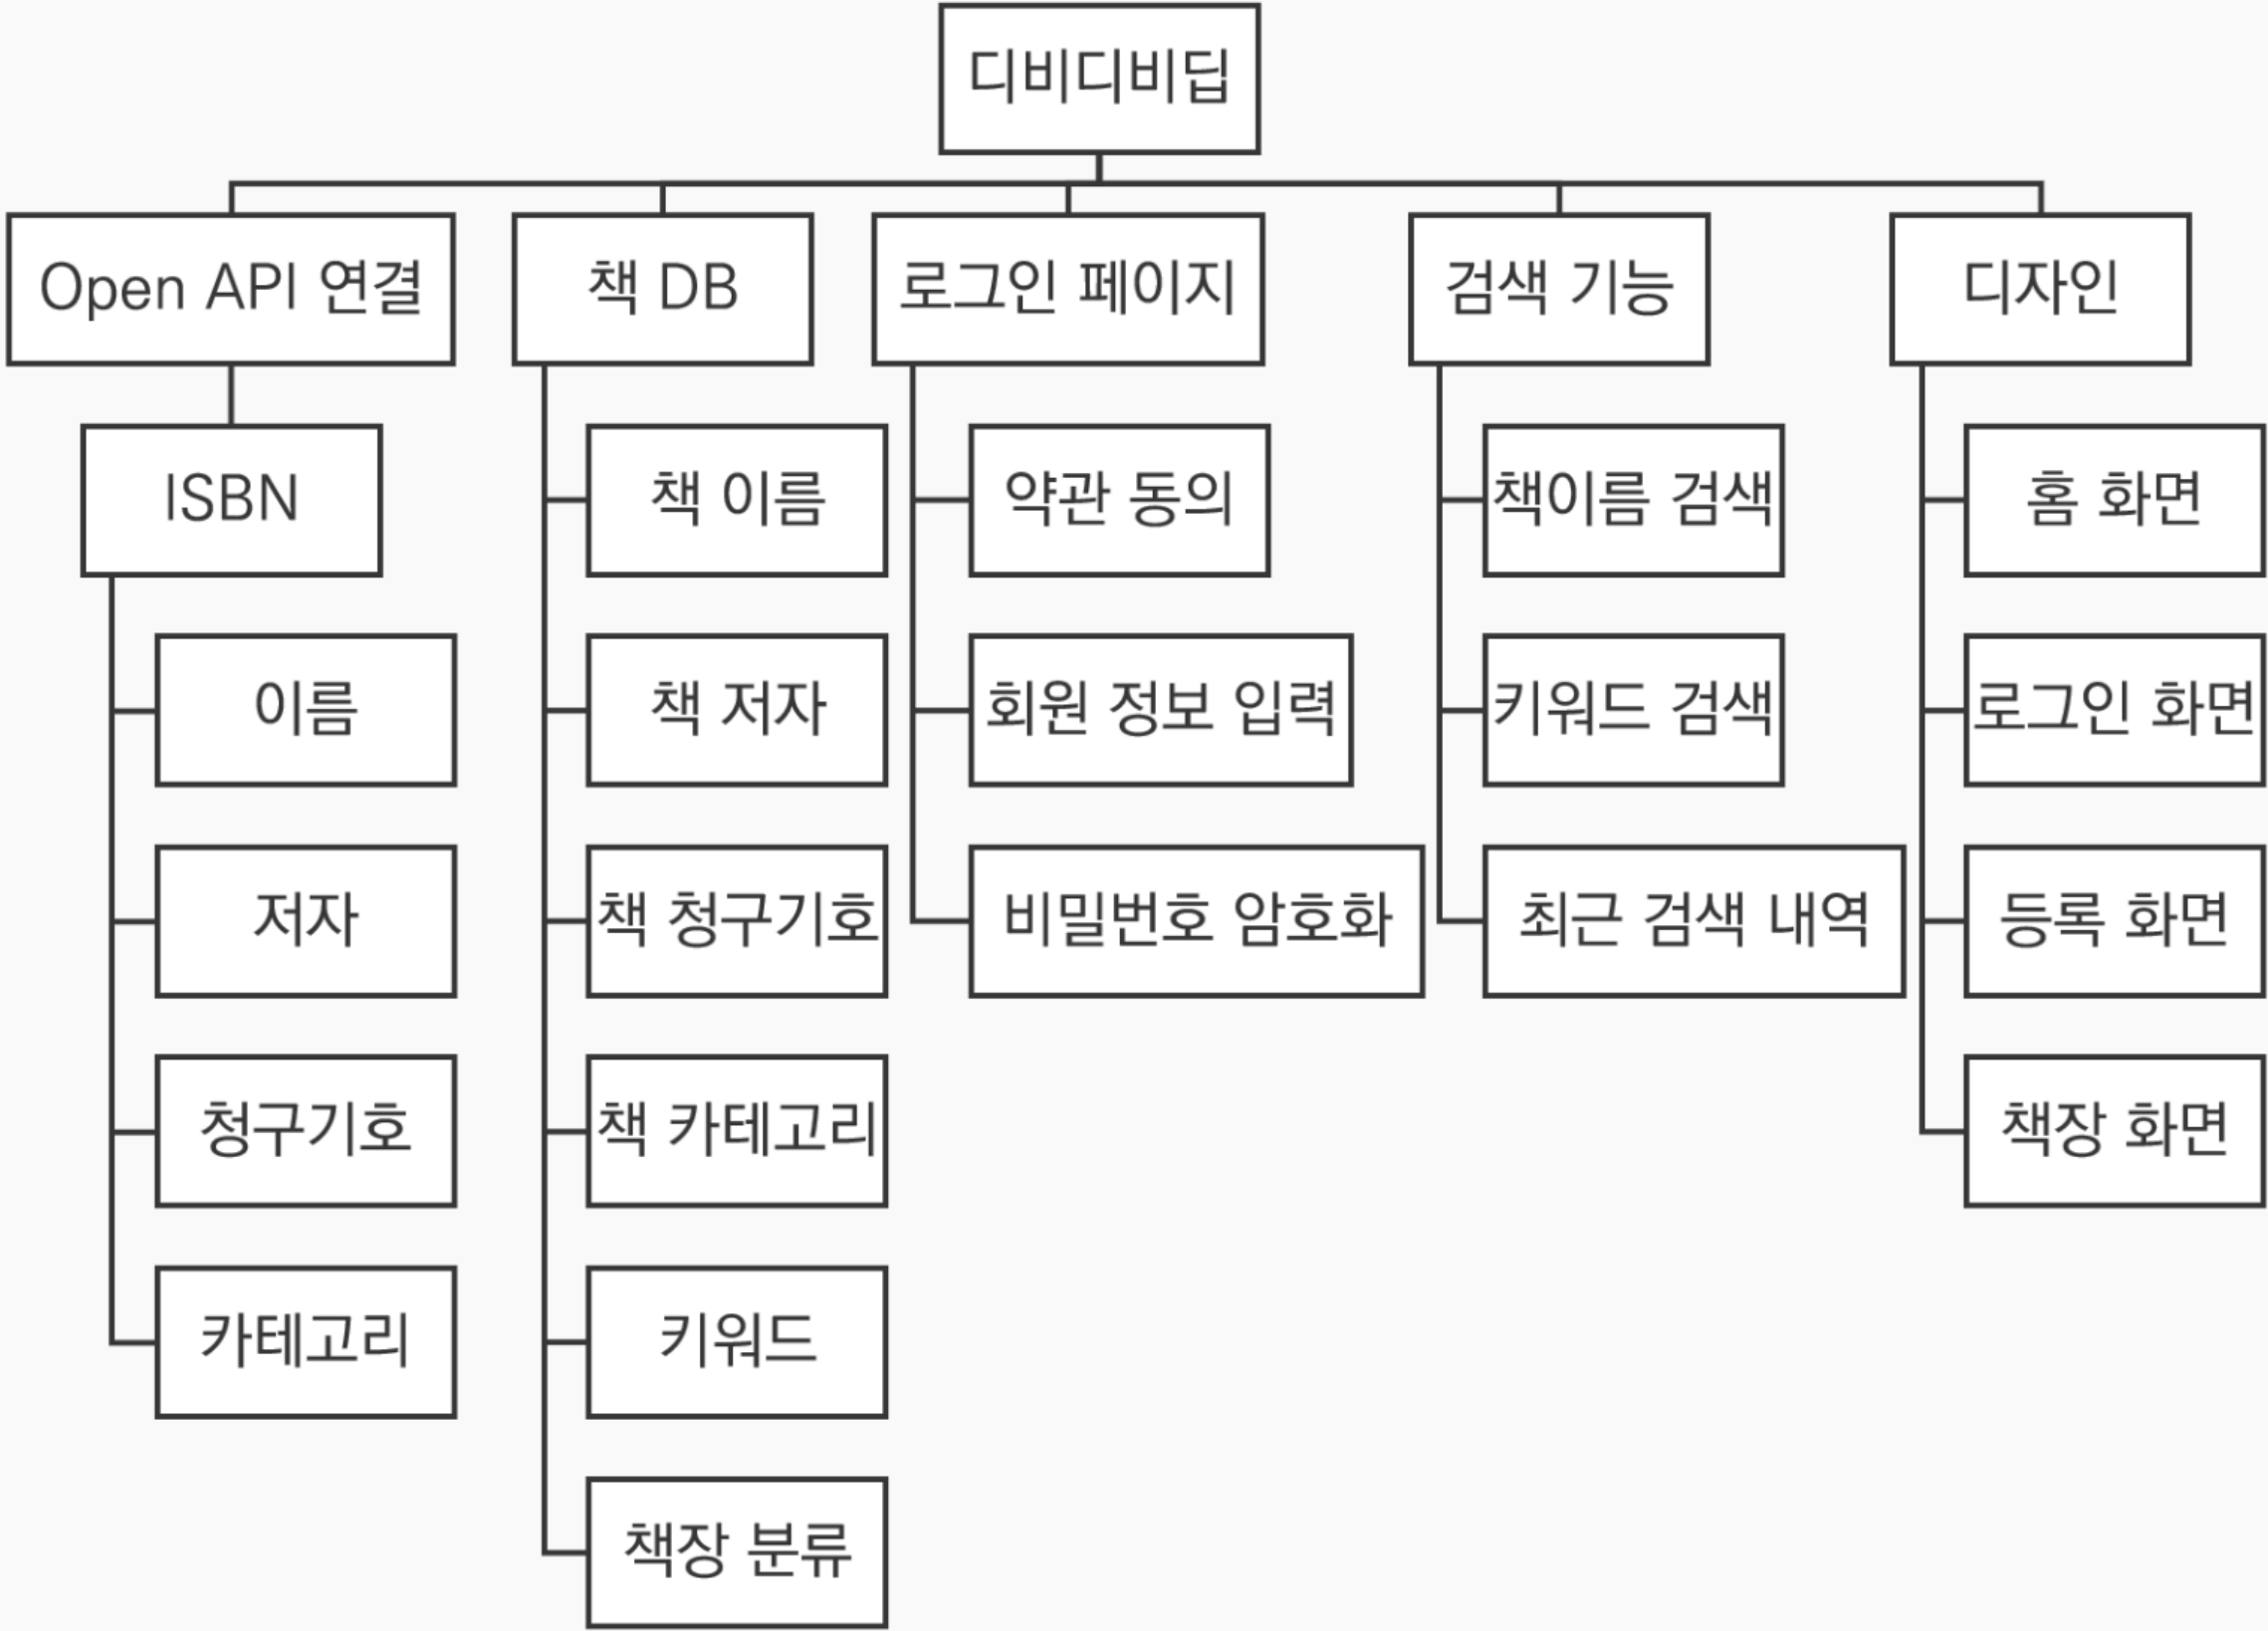 디비디비딥
Open API 연결
책 DB
로그인 페이지
검색 기능
디자인
ISBN
이름
저자
청구기호
카테고리
책 이름
책 저자
책 청구기호
책 카테고리
키워드
책장 분류
약관 동의
회원 정보 입력
비밀번호 암호화
책이름 검색
키워드 검색
최근 검색 내역
홈 화면
로그인 화면
등록 화면
책장 화면